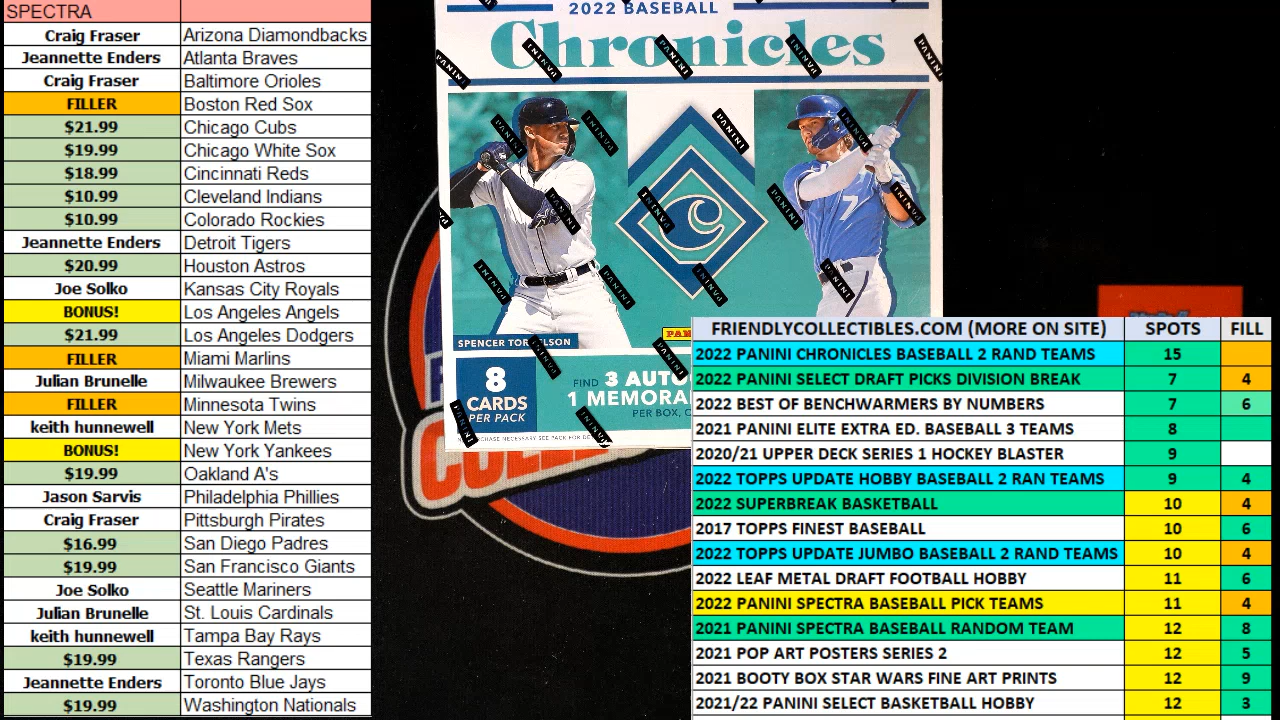 SPECTRA
Craig Fraser Arizona Diamondbacks
Jeannette Enders Atlanta Braves
Craig Fraser Baltimore Orioles
FILLER Boston Red Sox
$21.99 Chicago Cubs
$19.99 Chicago White Sox
$18.99 Cincinnati Reds
$10.99 Cleveland Indians
$10.99 Colorado Rockies
Jeannette Enders Detroit Tigers
$20.99 Houston Astros
Joe Solko Kansas City Royals
BONUS! Los Angeles Angels
$21.99 Los Angeles Dodgers
FILLER Miami Marlins
Julian Brunelle Milwaukee Brewers
FILLER Minnesota Twins
keith hunnewell New York Mets
BONUS! New York Yankees
$19.99 Oakland A's
Jason Sarvis Philadelphia Phillies
Craig Fraser Pittsburgh Pirates
$16.99 San Diego Padres
$19.99 San Francisco Giants
Joe Solko Seattle Mariners
Julian Brunelle St. Louis Cardinals
keith hunnewell Tampa Bay Rays
$19.99 Texas Rangers
Jeannette Enders Toronto Blue Jays
$19.99 Washington Nationals
2022 BASEBALL
Chronicles
PANINI
7
SPENCER TORKELSON
8
CARDS
PER PACK
FIND 3 AUTO
1 MEMORA
PER BOX,
FRIENDLYCOLLECTIBLES.COM (MORE ON SITE) SPOTS FILL
2022 PANINI CHRONICLES BASEBALL 2 RAND TEAMS 15
2022 PANINI SELECT DRAFT PICKS DIVISION BREAK 7 4
2022 BEST OF BENCHWARMERS BY NUMBERS 7 6
2021 PANINI ELITE EXTRA ED. BASEBALL 3 TEAMS 8
2020/21 UPPER DECK SERIES 1 HOCKEY BLASTER 9
2022 TOPPS UPDATE HOBBY BASEBALL 2 RAN TEAMS 9 4
2022 SUPERBREAK BASKETBALL 10 4
2017 TOPPS FINEST BASEBALL 10 6
2022 TOPPS UPDATE JUMBO BASEBALL 2 RAND TEAMS 10 4
2022 LEAF METAL DRAFT FOOTBALL HOBBY 11 6
2022 PANINI SPECTRA BASEBALL PICK TEAMS 11 4
2021 PANINI SPECTRA BASEBALL RANDOM TEAM 12 8
2021 POP ART POSTERS SERIES 2 12 5
2021 BOOTY BOX STAR WARS FINE ART PRINTS 12 9
2021/22 PANINI SELECT BASKETBALL HOBBY 12 3